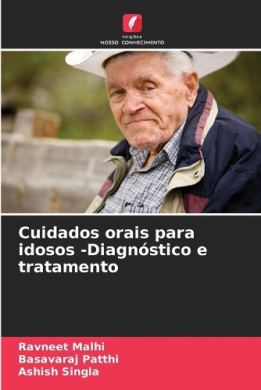 edições
NOSSO CONHECIMENTO
Cuidados orais para
idosos -Diagnóstico e
tratamento
Ravneet Malhi
Basavaraj Patthi
Ashish Singla